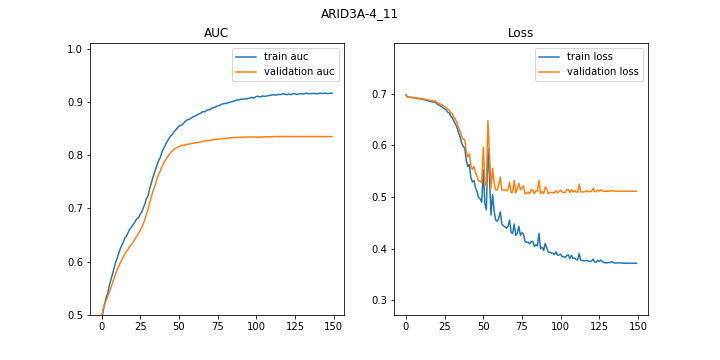 ARID3A-4_11
AUC
train auc
validation auc
1.0
0.9
0.8
0.7
0.6
0.5
0 25 50 75 100 125 150
Loss
train loss
validation loss
0.7
0.6
0.5
0.4
0.3
0 25 50 75 100 125 150